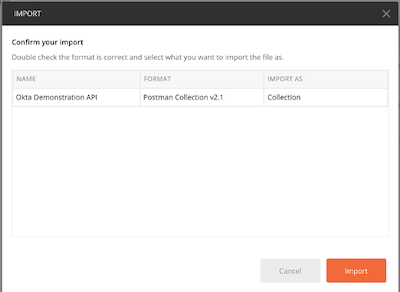 IMPORT
Confirm your import
Double check the format is correct and select what you want to import the file as.
NAME FORMAT IMPORT AS
Okta Demonstration API Postman Collection v2.1 Collection
Cancel Import